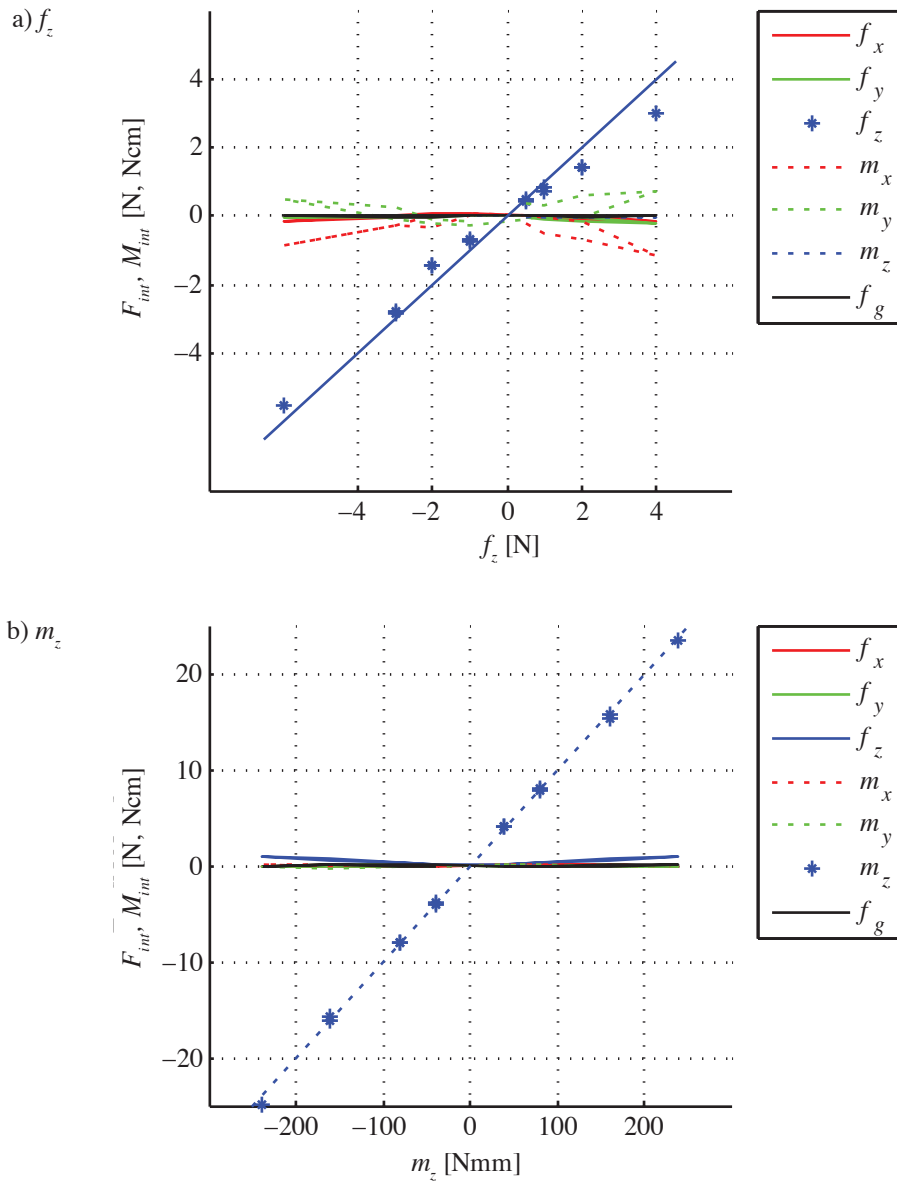 a) f_z
4
2
0
−2
−4
F_int, M_int [N, Ncm]
−4 −2 0 2 4
f_z [N]
f_x
f_y
f_z
m_x
m_y
m_z
f_g
b) m_z
20
10
0
−10
−20
F_int, M_int [N, Ncm]
−200 −100 0 100 200
m_z [Nmm]
f_x
f_y
f_z
m_x
m_y
m_z
f_g